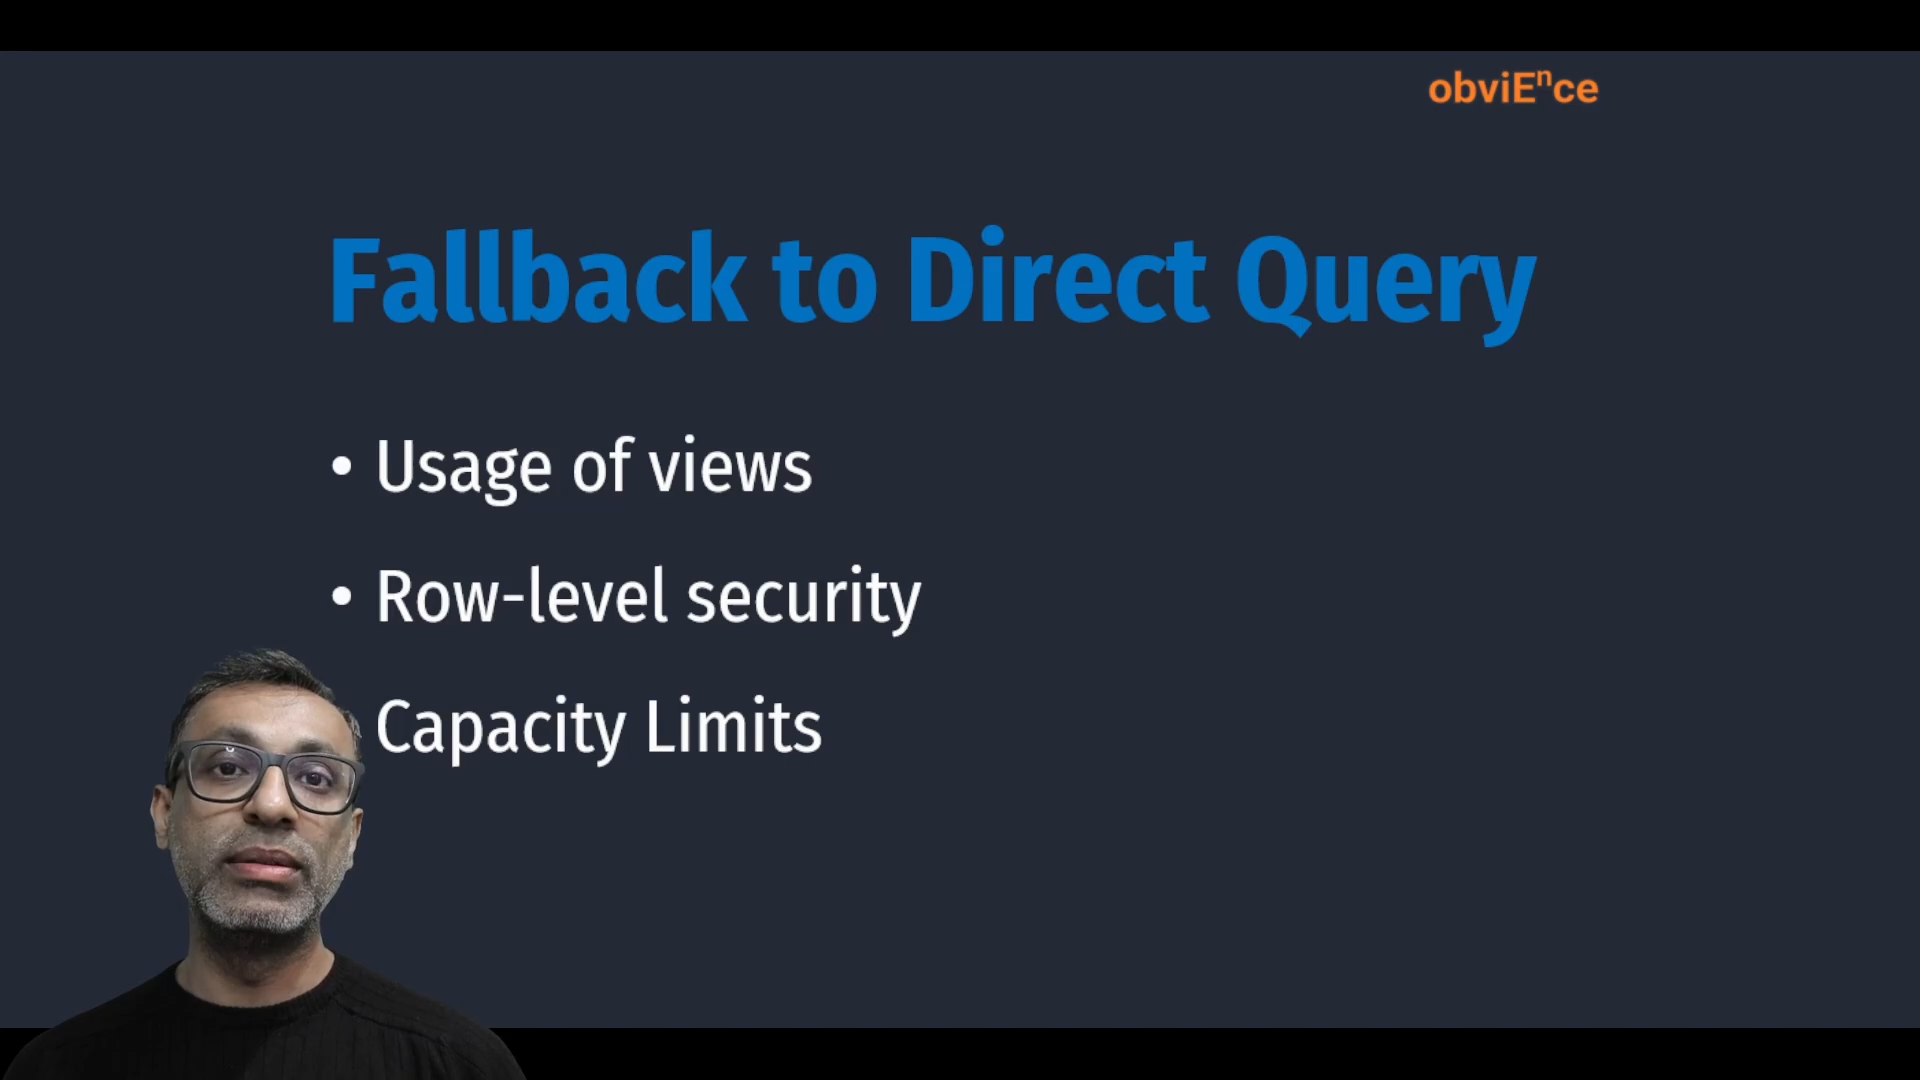 obviEⁿce
Fallback to Direct Query
• Usage of views
• Row-level security
Capacity Limits